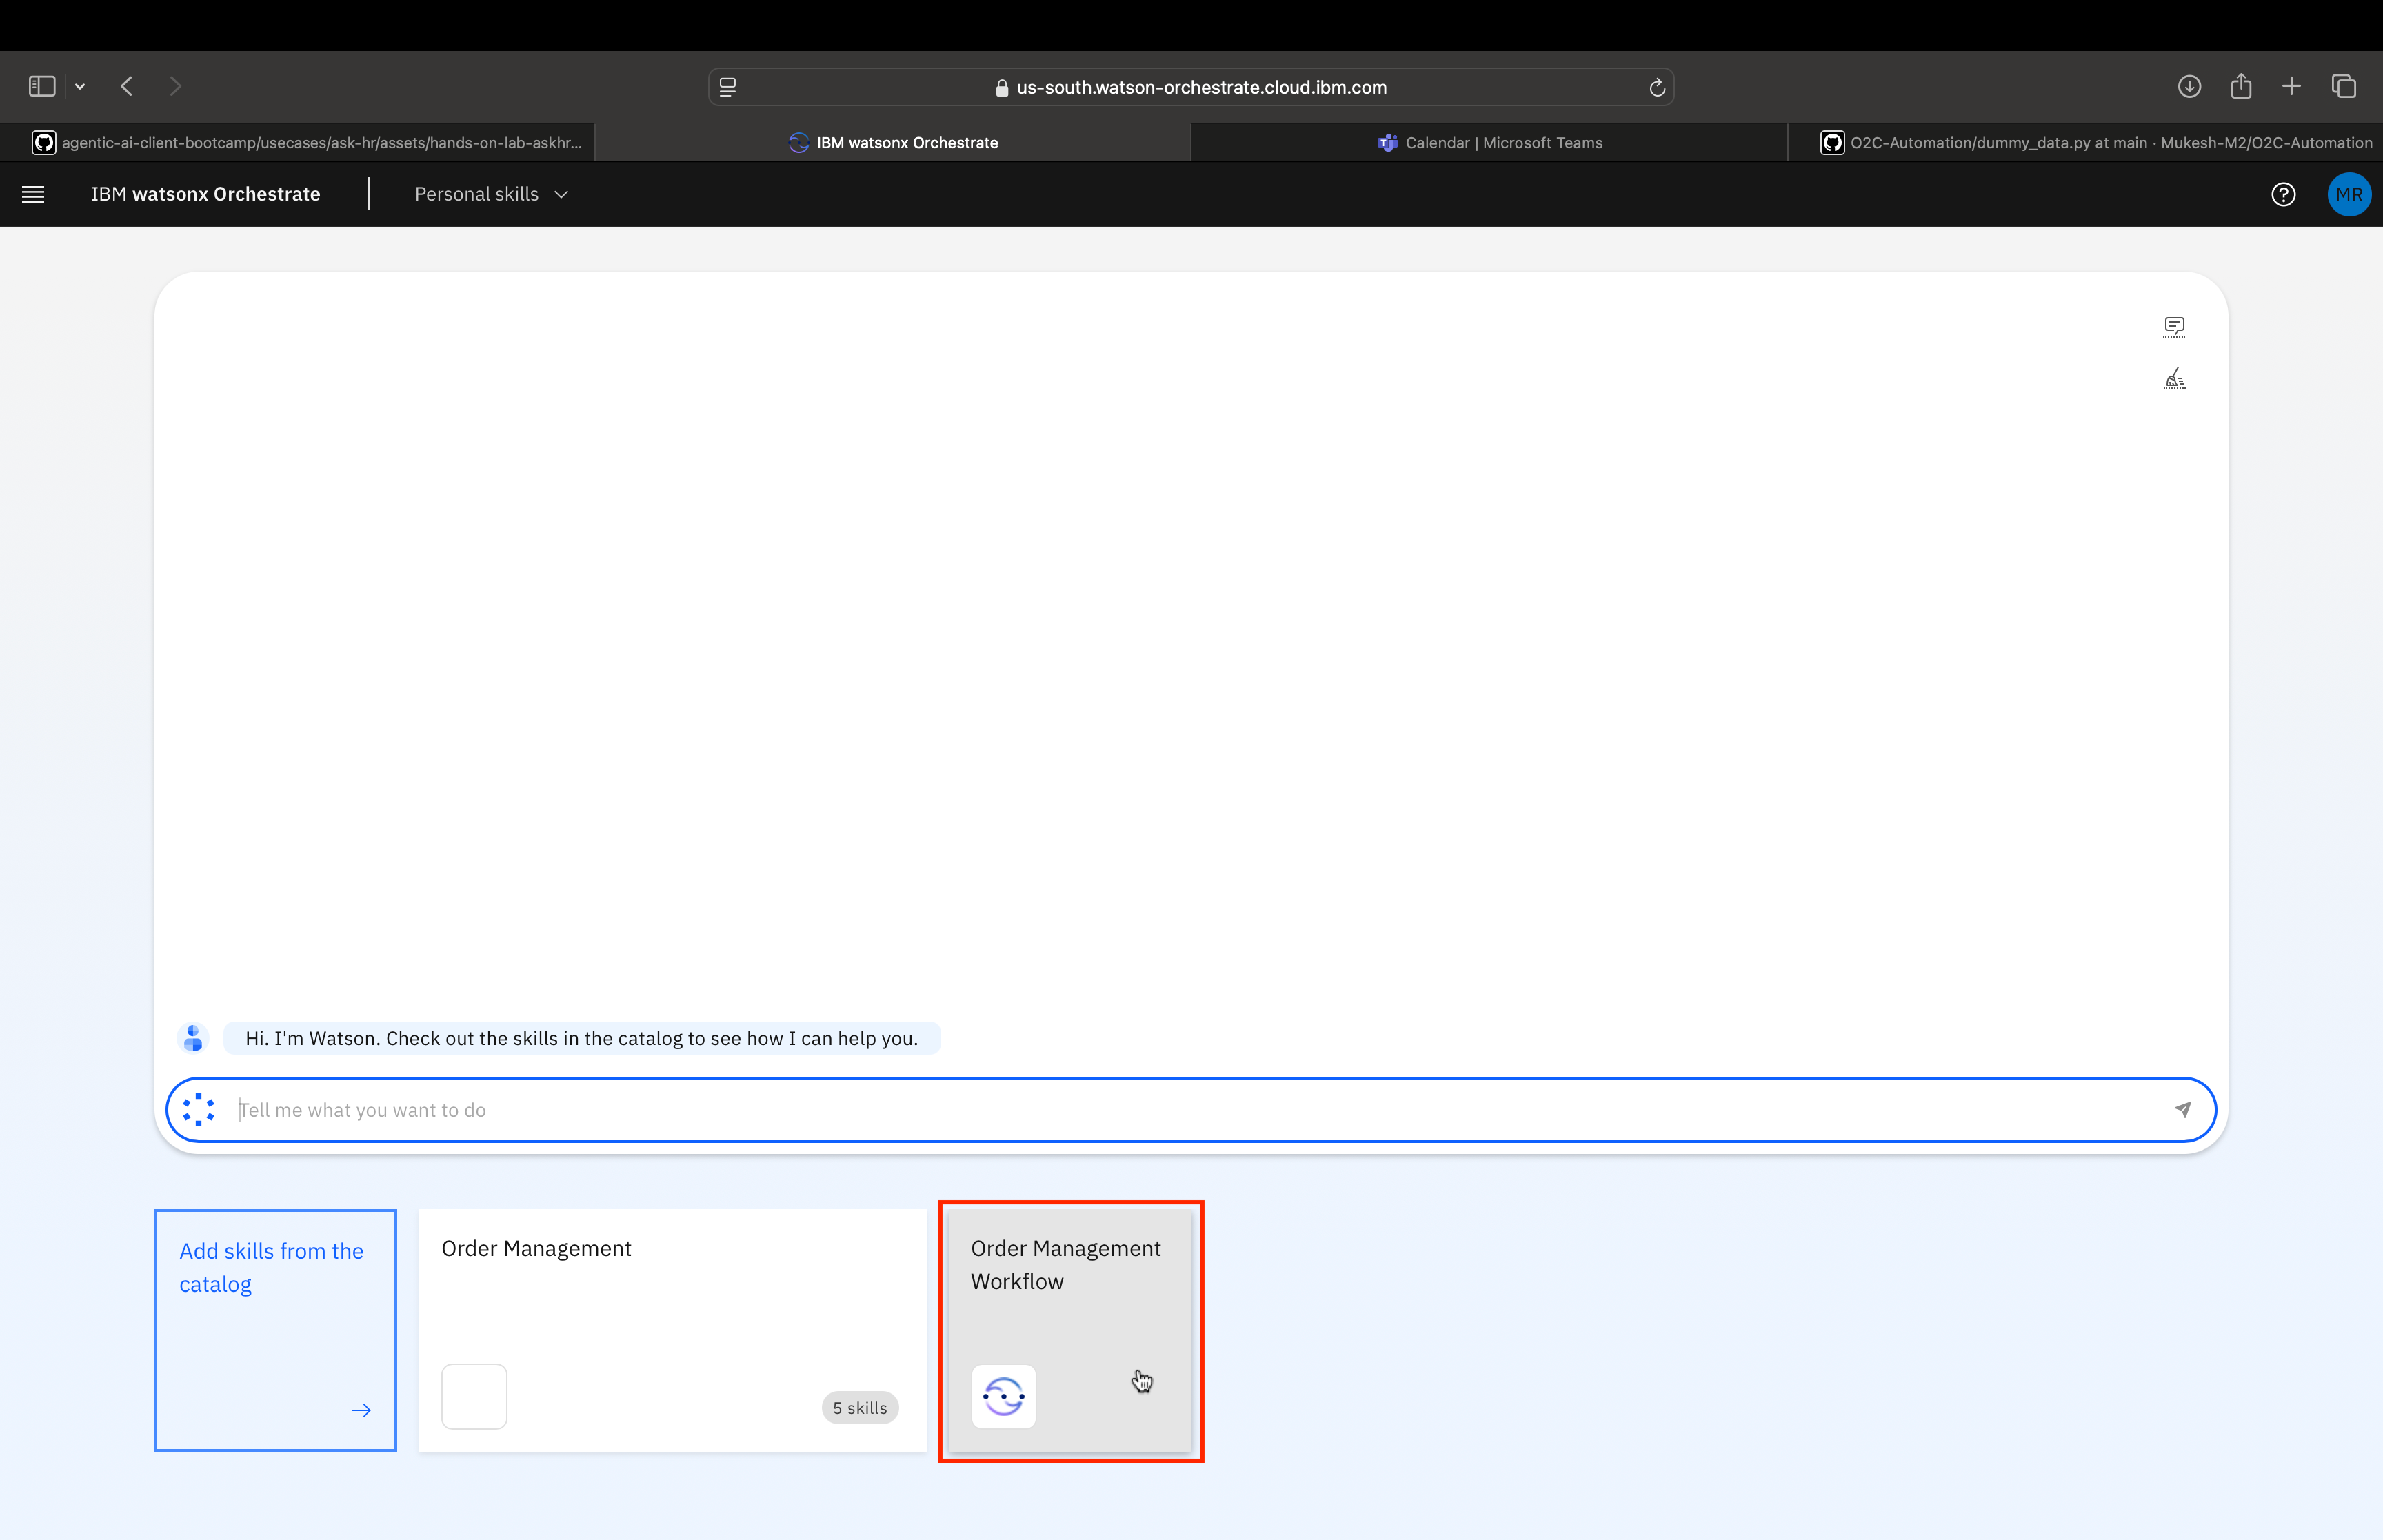 us-south.watson-orchestrate.cloud.ibm.com
agentic-ai-client-bootcamp/usecases/ask-hr/assets/hands-on-lab-askhr...
IBM watsonx Orchestrate
Calendar | Microsoft Teams
O2C-Automation/dummy_data.py at main · Mukesh-M2/O2C-Automation
IBM watsonx Orchestrate
Personal skills
MR
Hi. I'm Watson. Check out the skills in the catalog to see how I can help you.
Tell me what you want to do
Add skills from the
catalog
Order Management
5 skills
Order Management
Workflow